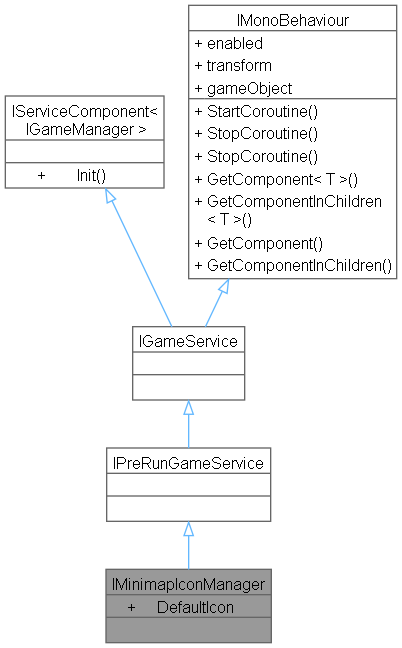 IMonoBehaviour
+ enabled
+ transform
+ gameObject
+ StartCoroutine()
+ StopCoroutine()
+ StopCoroutine()
+ GetComponent< T >()
+ GetComponentInChildren
< T >()
+ GetComponent()
+ GetComponentInChildren()
IServiceComponent<
IGameManager >
+ Init()
IGameService
IPreRunGameService
IMinimapIconManager
+ DefaultIcon